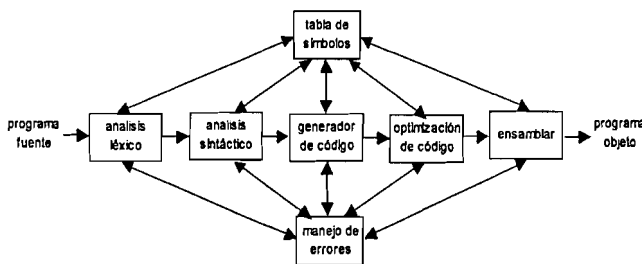 tabla de
símbolos
programa
fuente
analisis
léxico
analisis
sintáctico
generador
de código
optimización
de código
ensamblar
programa
objeto
manejo de
errores